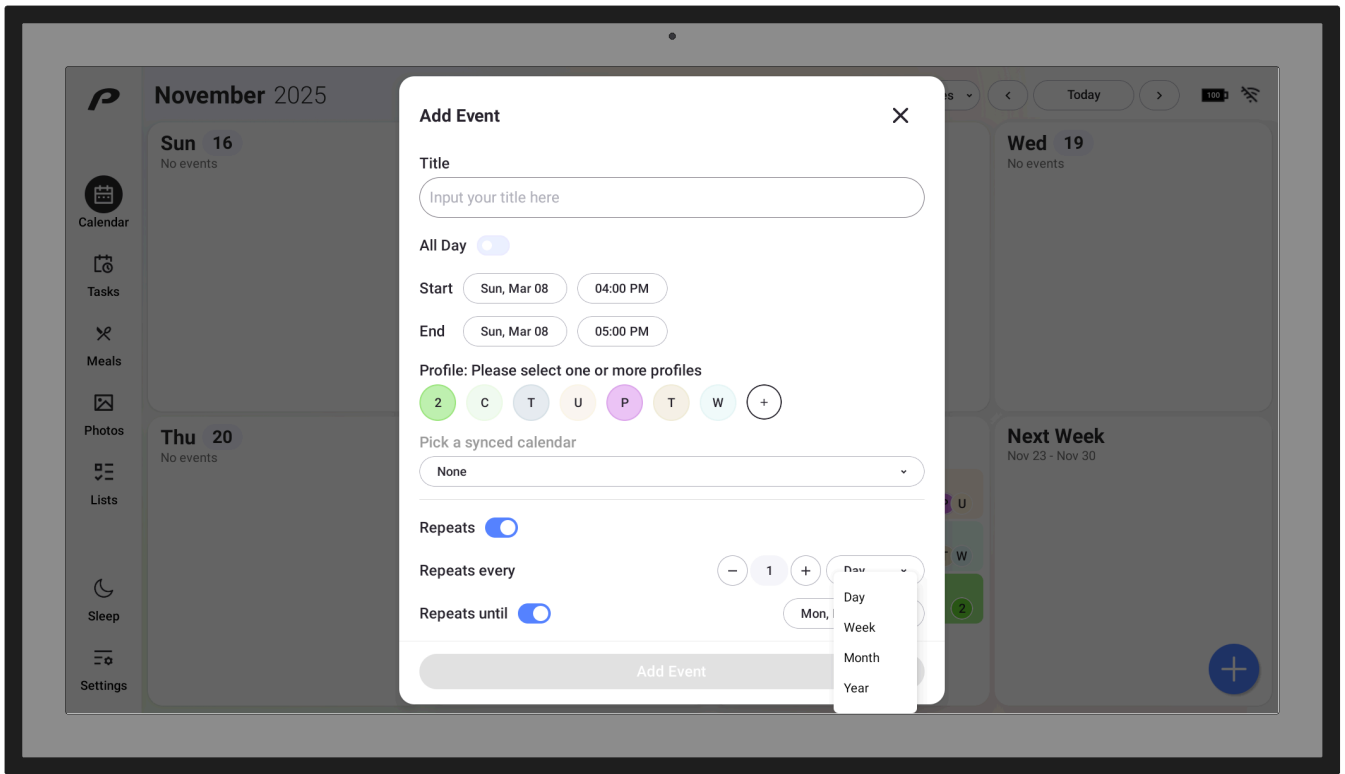 November 2025
Today
100
Sun 16
No events
Wed 19
No events
Calendar
Tasks
Meals
Photos
Lists
Sleep
Settings
Thu 20
No events
Next Week
Nov 23 - Nov 30
U
W
2
Add Event
Title
Input your title here
All Day
Start Sun, Mar 08 04:00 PM
End Sun, Mar 08 05:00 PM
Profile: Please select one or more profiles
2 C T U P T W +
Pick a synced calendar
None
Repeats
Repeats every − 1 + Day
Repeats until Mon,
Day
Week
Month
Year
Add Event